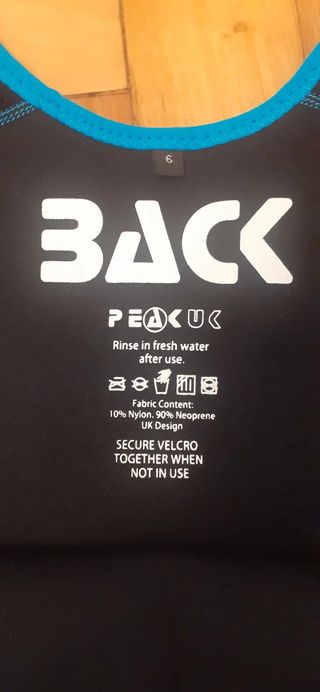 6
BACK
PEAK UK
Rinse in fresh water
after use.
Fabric Content:
10% Nylon. 90% Neoprene
UK Design
SECURE VELCRO
TOGETHER WHEN
NOT IN USE